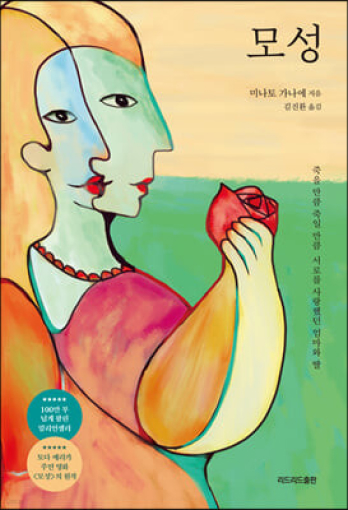 모성
미나토 가나에 지음
김진환 옮김
죽을 만큼 죽일 만큼 서로를 사랑했던 엄마와 딸
★★★★★
100만 부
넘게 팔린
밀리언셀러
★★★★★
토다 에리카
주연 영화
《모성》의 원작
리드리드출판